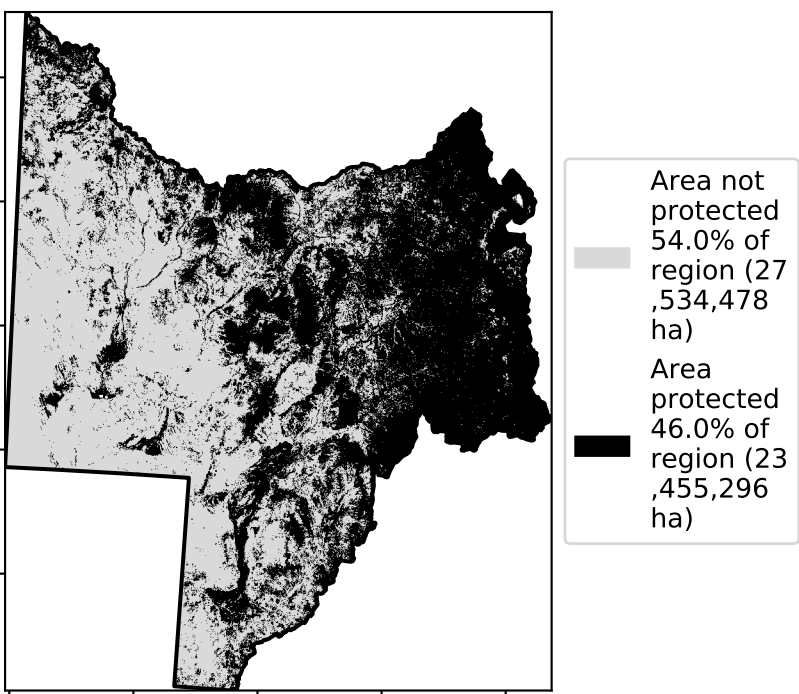 Area not
protected
54.0% of
region (27
,534,478
ha)
Area
protected
46.0% of
region (23
,455,296
ha)